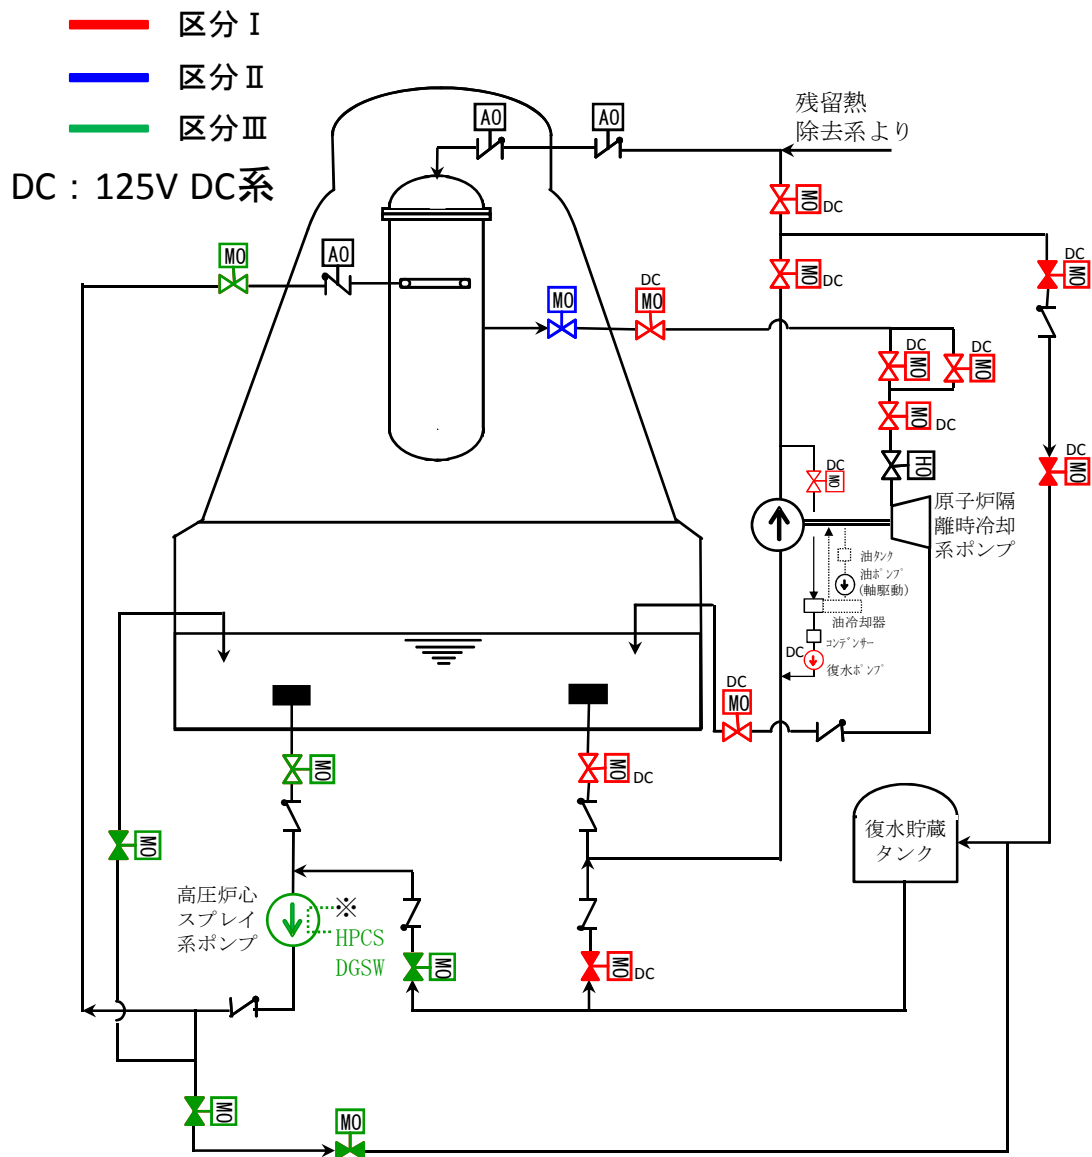 区分Ⅰ
区分Ⅱ
区分Ⅲ
DC：125V DC系
残留熱
除去系より
AO
AO
MO
DC
MO
AO
MO
DC
DC
MO
MO
DC
MO
DC
MO
DC
MO
MO
DC
HO
DC
MO
DC
MO
原子炉隔
離時冷却
系ポンプ
油タンク
油ポンプ
(軸駆動)
油冷却器
コンデンサー
DC
復水ポンプ
DC
MO
MO
MO
DC
MO
復水貯蔵
タンク
高圧炉心
スプレイ
系ポンプ
※
HPCS
DGSW
MO
MO
DC
MO
MO